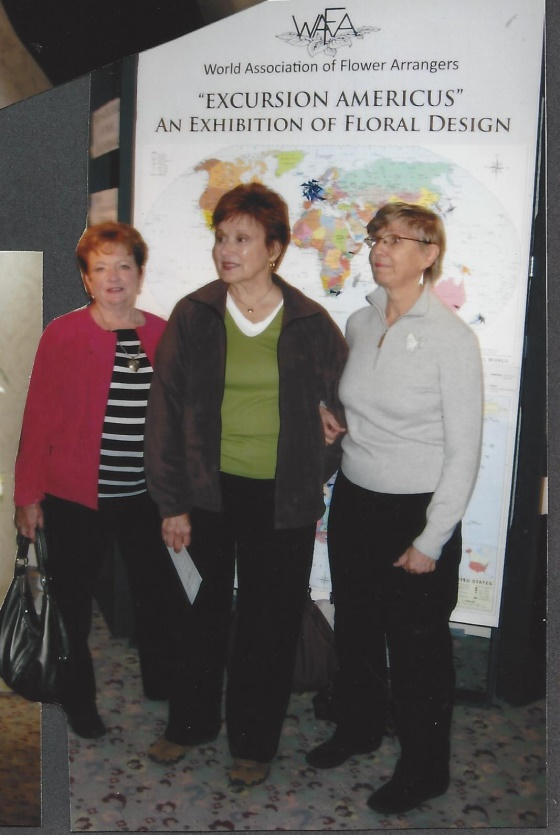 WAFA
World Association of Flower Arrangers
"EXCURSION AMERICUS"
AN EXHIBITION OF FLORAL DESIGN